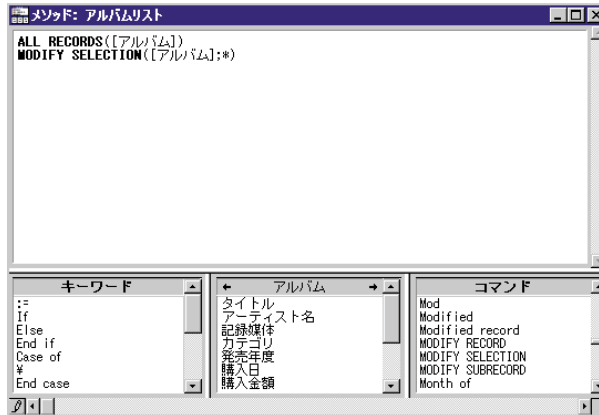 メソッド: アルバムリスト
ALL RECORDS([アルバム])
MODIFY SELECTION([アルバム];*)
キーワード
:=
If
Else
End if
Case of
¥
End case
アルバム
タイトル
アーティスト名
記録媒体
カテゴリ
発売年度
購入日
購入金額
コマンド
Mod
Modified
Modified record
MODIFY RECORD
MODIFY SELECTION
MODIFY SUBRECORD
Month of